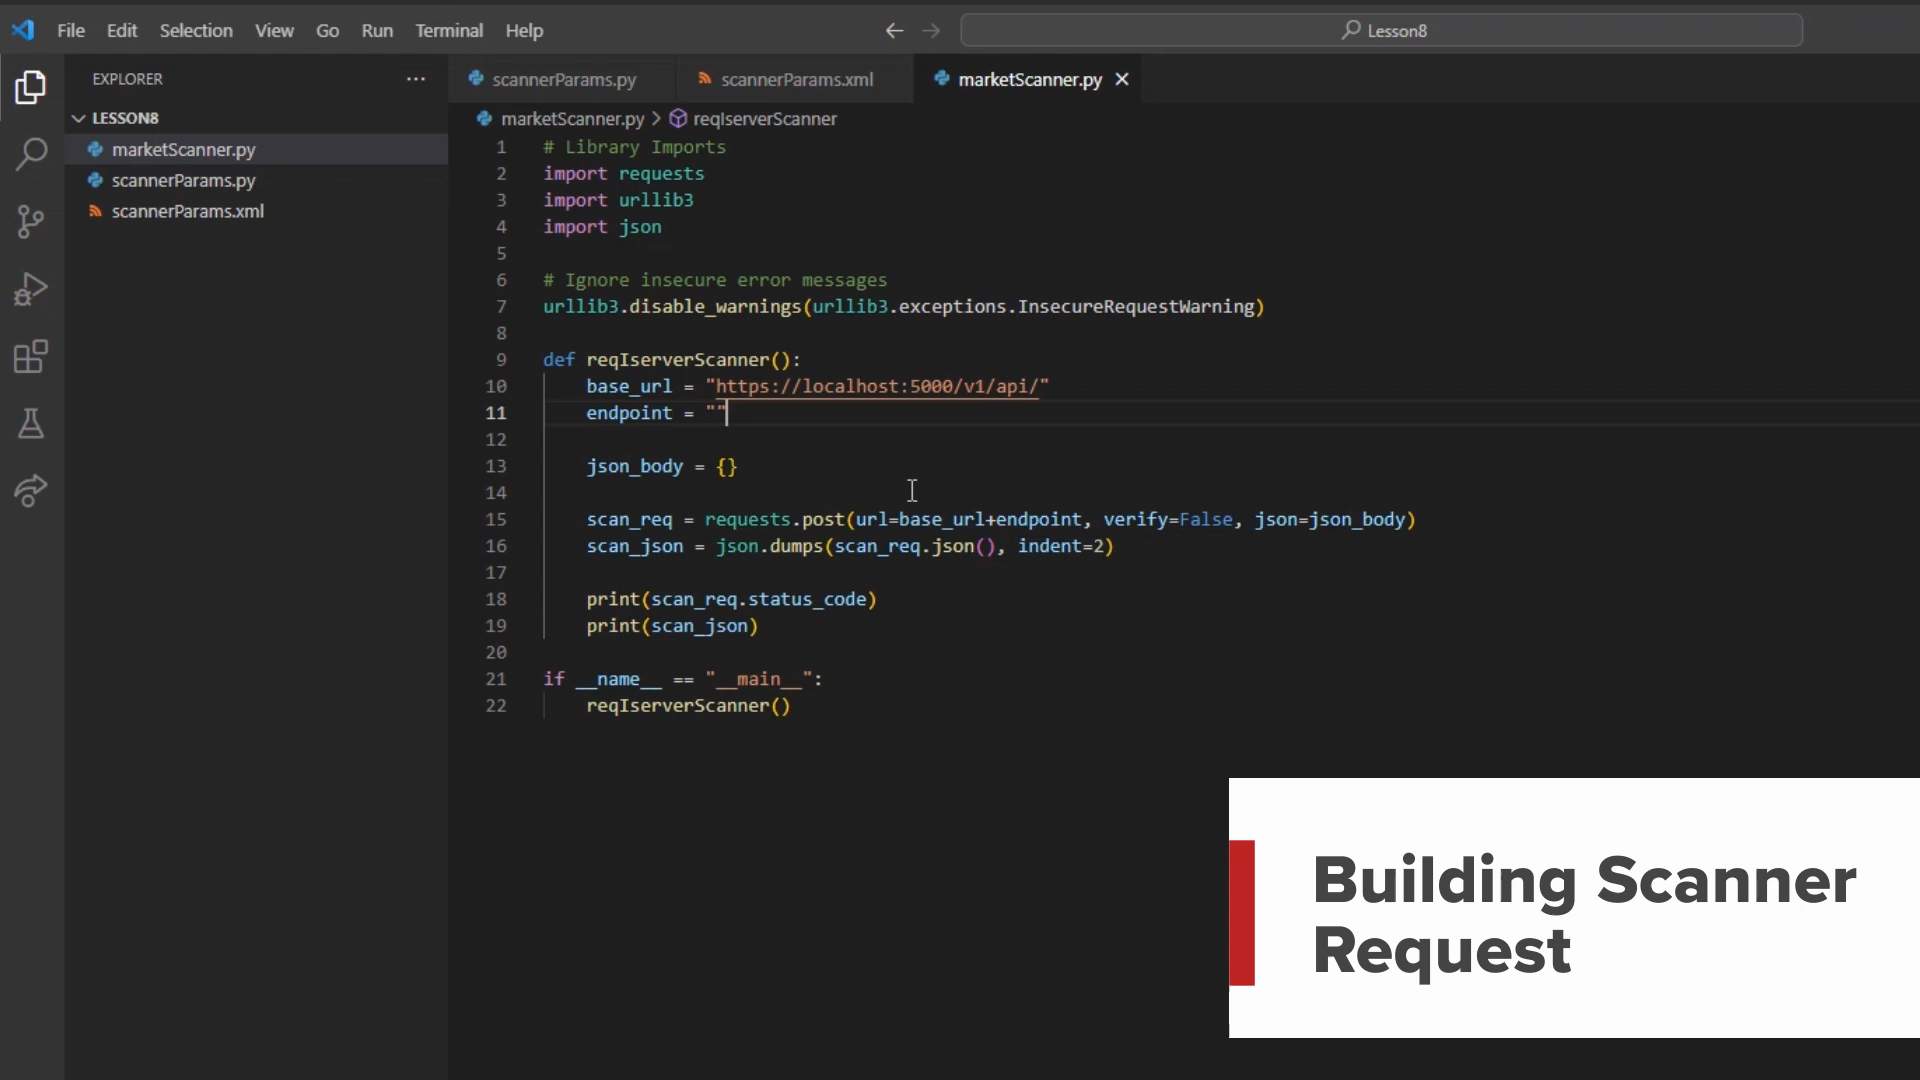 File Edit Selection View Go Run Terminal Help
Lesson8
EXPLORER
LESSON8
marketScanner.py
scannerParams.py
scannerParams.xml
scannerParams.py scannerParams.xml marketScanner.py
marketScanner.py > reqIserverScanner
1 # Library Imports
2 import requests
3 import urllib3
4 import json
5
6 # Ignore insecure error messages
7 urllib3.disable_warnings(urllib3.exceptions.InsecureRequestWarning)
8
9 def reqIserverScanner():
10 base_url = "https://localhost:5000/v1/api/"
11 endpoint = ""
12
13 json_body = {}
14
15 scan_req = requests.post(url=base_url+endpoint, verify=False, json=json_body)
16 scan_json = json.dumps(scan_req.json(), indent=2)
17
18 print(scan_req.status_code)
19 print(scan_json)
20
21 if __name__ == "__main__":
22 reqIserverScanner()
Building Scanner
Request